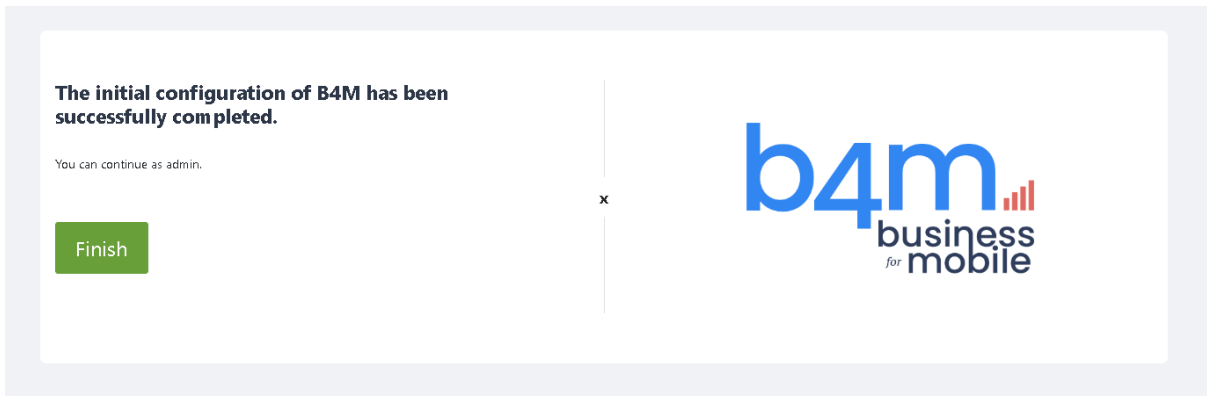 The initial configuration of B4M has been
successfully completed.
You can continue as admin.
Finish
x
b4m
business
for mobile